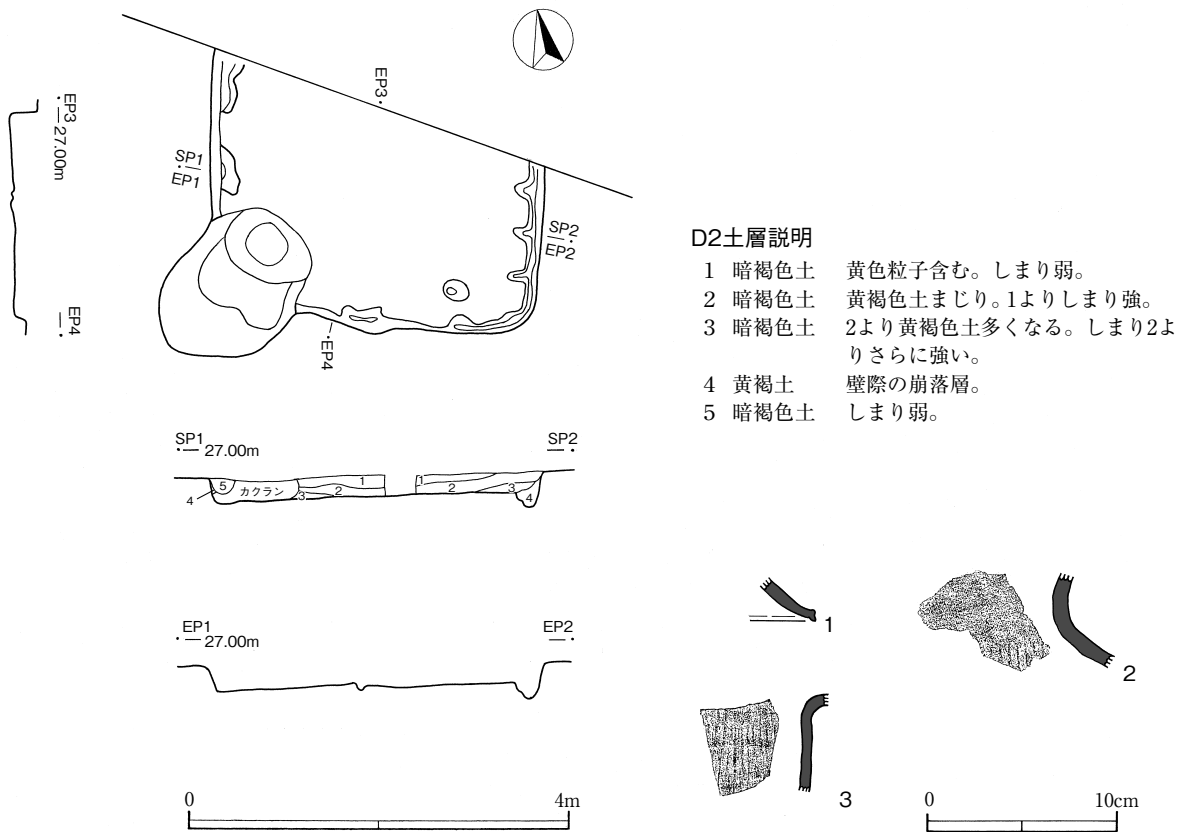 EP3
EP3
27.00m
SP1
EP1
SP2
EP2
EP4
EP4
D2土層説明
1 暗褐色土 黄色粒子含む。しまり弱。
2 暗褐色土 黄褐色土まじり。1よりしまり強。
3 暗褐色土 2より黄褐色土多くなる。しまり2よ
りさらに強い。
4 黄褐土 壁際の崩落層。
5 暗褐色土 しまり弱。
SP1 27.00m SP2
4 5 カクラン 3 2 1 1 2 3 4
EP1 27.00m EP2
1
2
3
0 4m
0 10cm